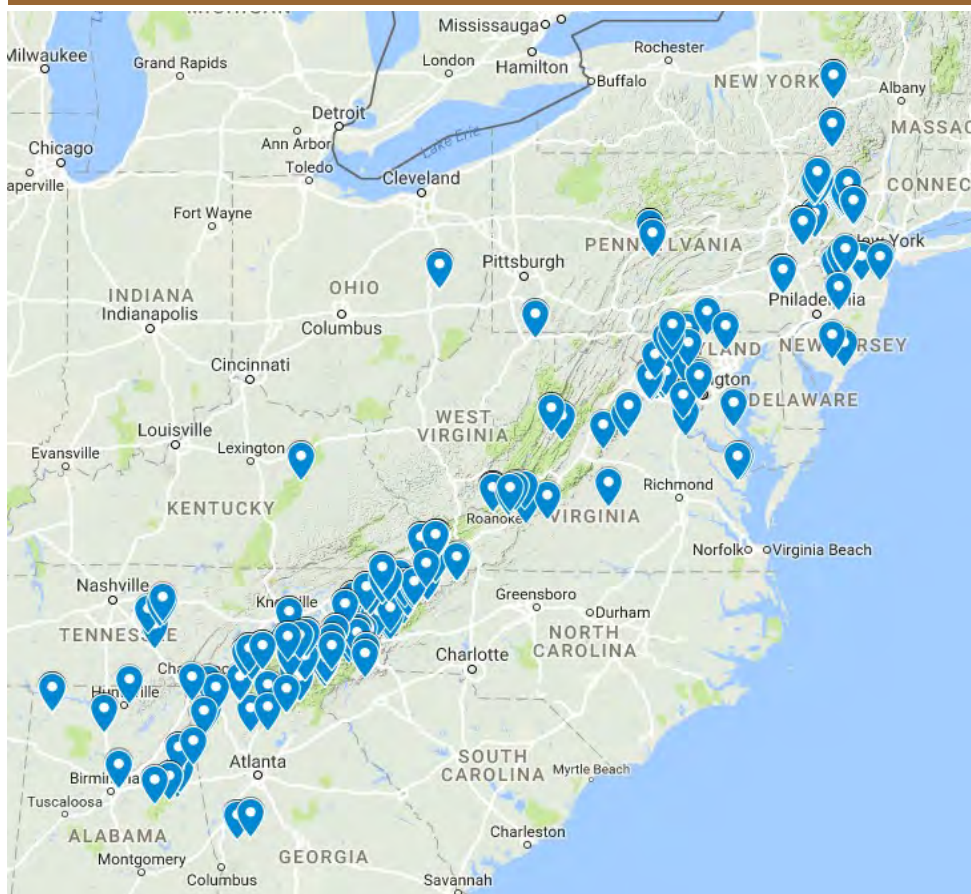 MICHIGAN
Mississauga
Rochester
Milwaukee
Grand Rapids
London
Hamilton
Buffalo
NEW YORK
Albany
Detroit
MASSAC
Ann Arbor
Lake Erie
Chicago
Toledo
Cleveland
CONNEC
aperville
Fort Wayne
New York
PENNSYLVANIA
Pittsburgh
INDIANA
OHIO
Indianapolis
Columbus
Philadelphia
MARYLAND
NEW JERSEY
Cincinnati
ngton
DELAWARE
WEST
VIRGINIA
Louisville
Lexington
Evansville
Richmond
KENTUCKY
Roanoke
VIRGINIA
Norfolk
Virginia Beach
Nashville
Greensboro
Knoxville
Durham
TENNESSEE
NORTH
CAROLINA
Charlotte
Huntsville
SOUTH
CAROLINA
Atlanta
Myrtle Beach
Birmingham
Tuscaloosa
Charleston
ALABAMA
GEORGIA
Montgomery
Columbus
Savannah